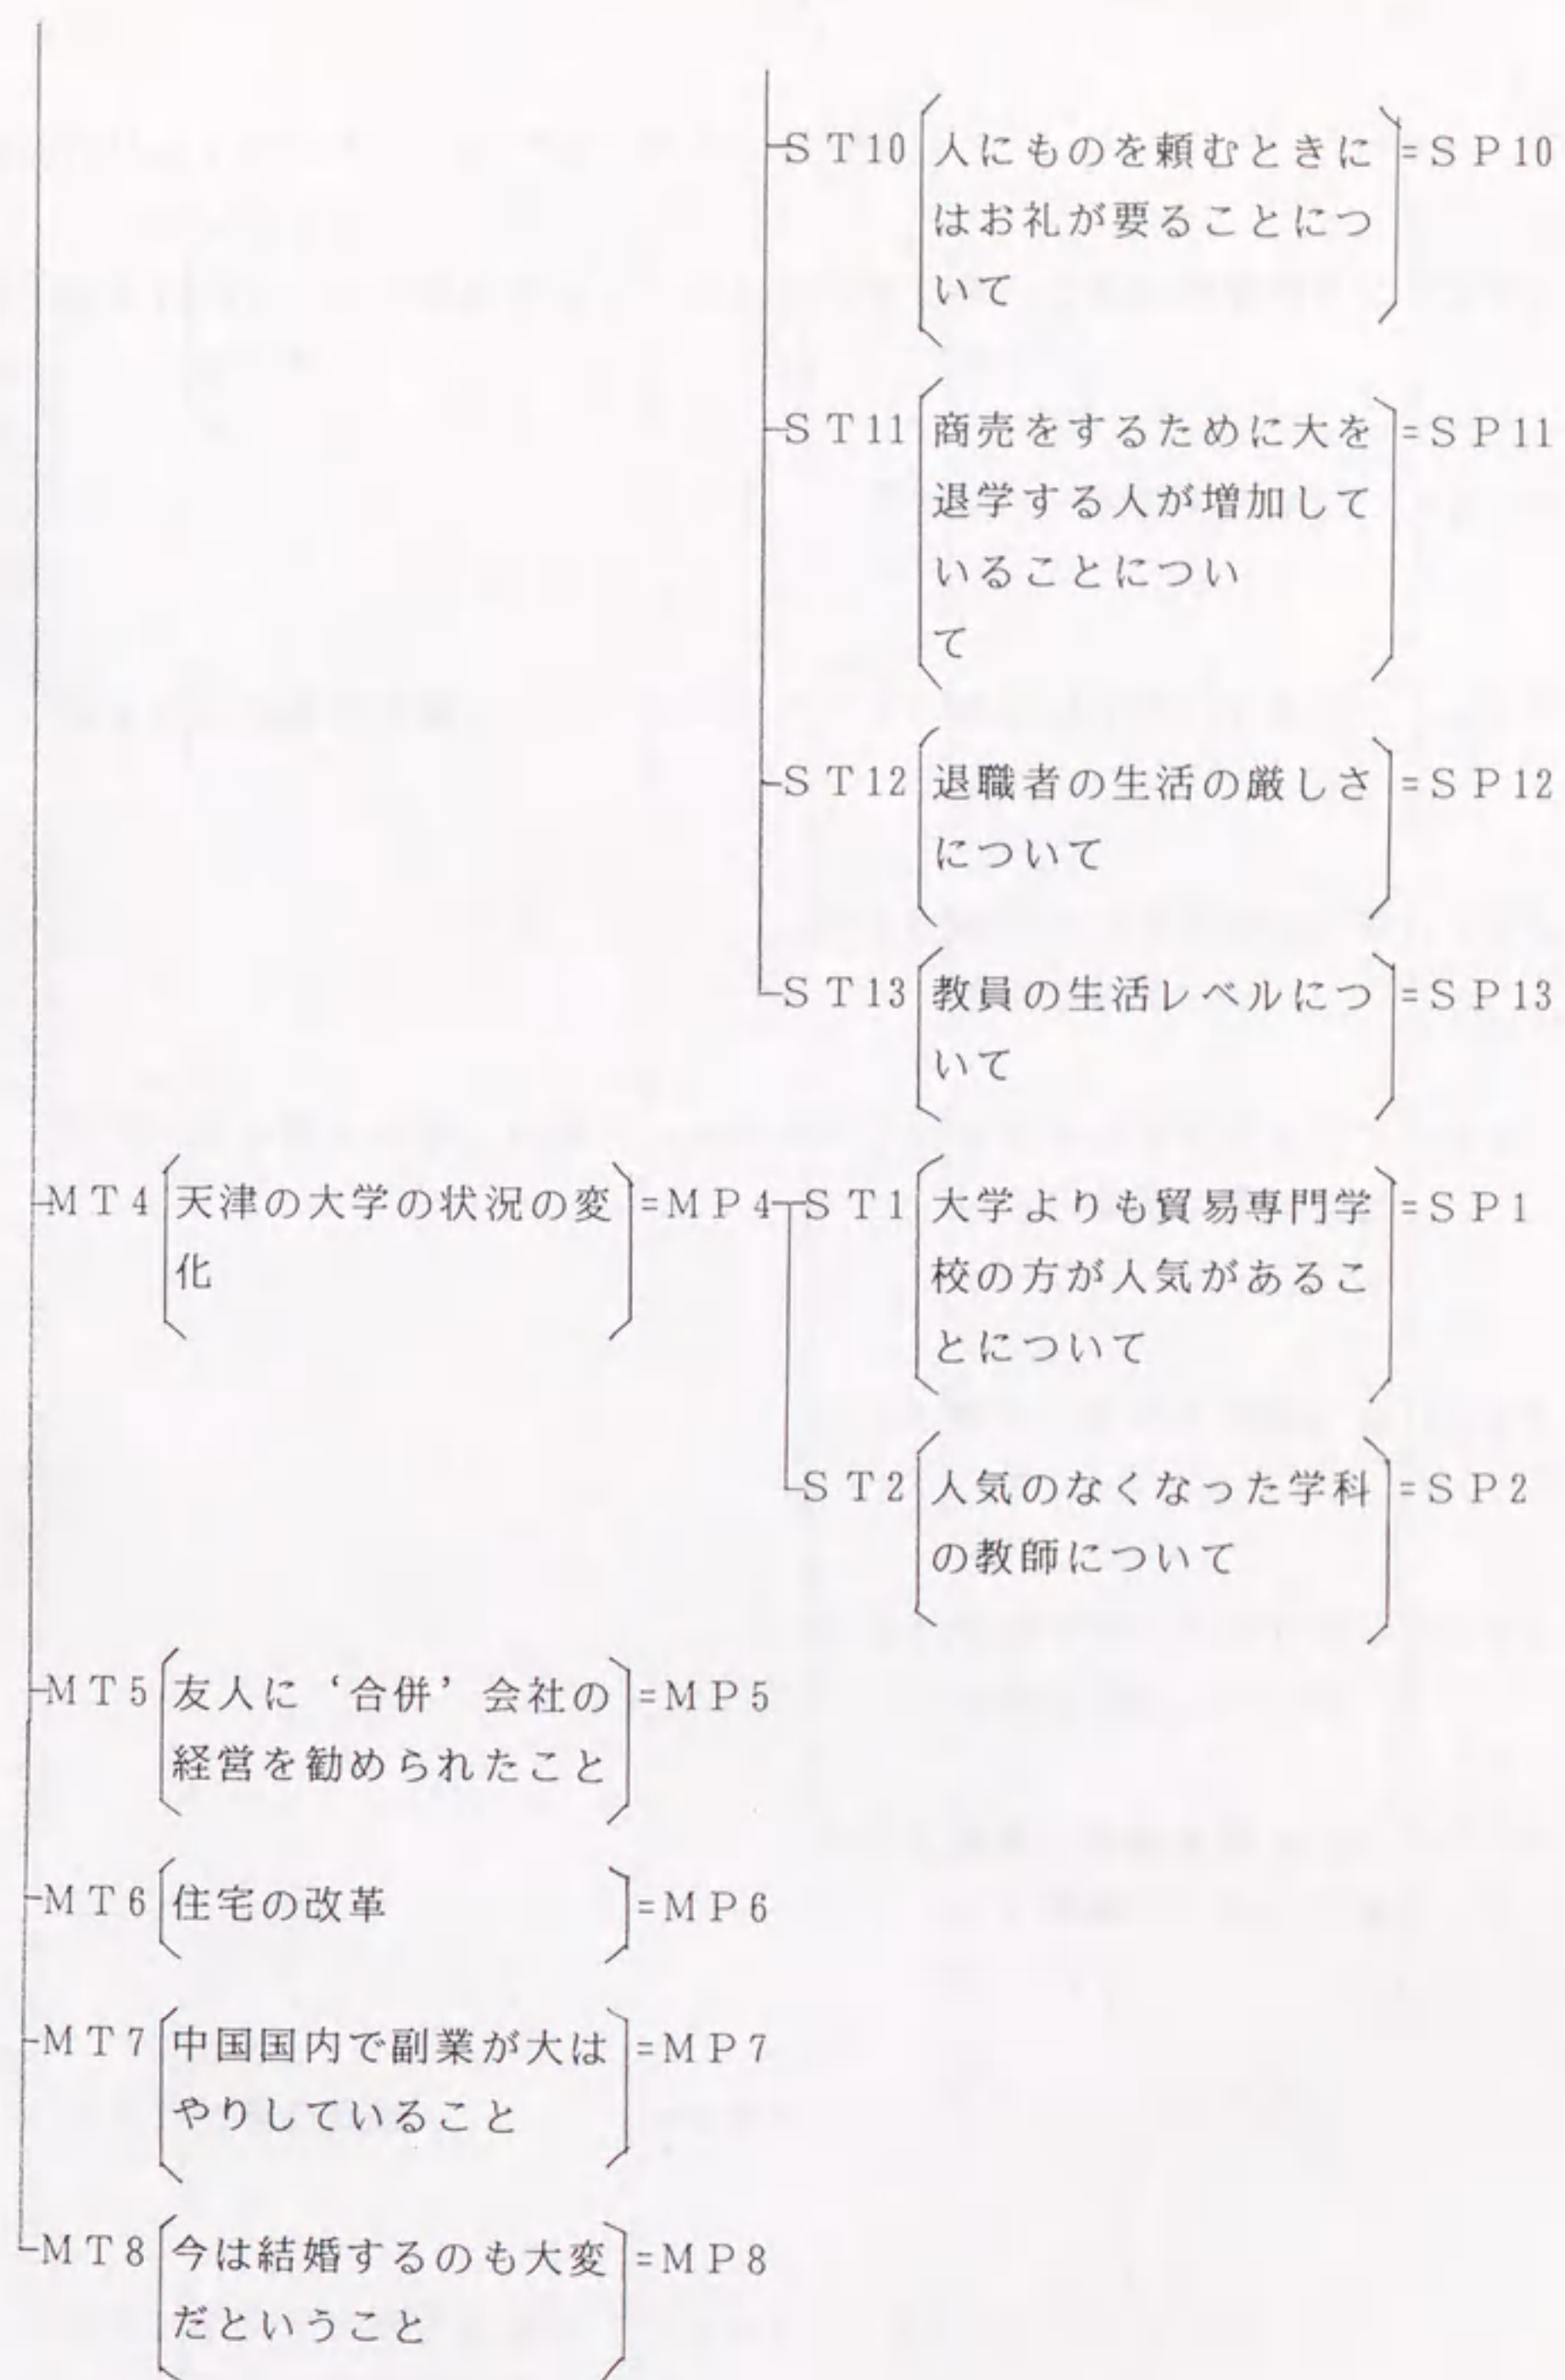 ST10 人にものを頼むときに =SP10
はお礼が要ることにつ
いて
ST11 商売をするために大を =SP11
退学する人が増加して
いることについ
て
ST12 退職者の生活の厳しさ =SP12
について
ST13 教員の生活レベルにつ =SP13
いて
MT4 天津の大学の状況の変 =MP4 ST1 大学よりも貿易専門学 =SP1
化 校の方が人気があるこ
とについて
ST2 人気のなくなった学科 =SP2
の教師について
MT5 友人に‘合併’会社の =MP5
経営を勧められたこと
MT6 住宅の改革 =MP6
MT7 中国国内で副業が大は =MP7
やりしていること
MT8 今は結婚するのも大変 =MP8
だということ